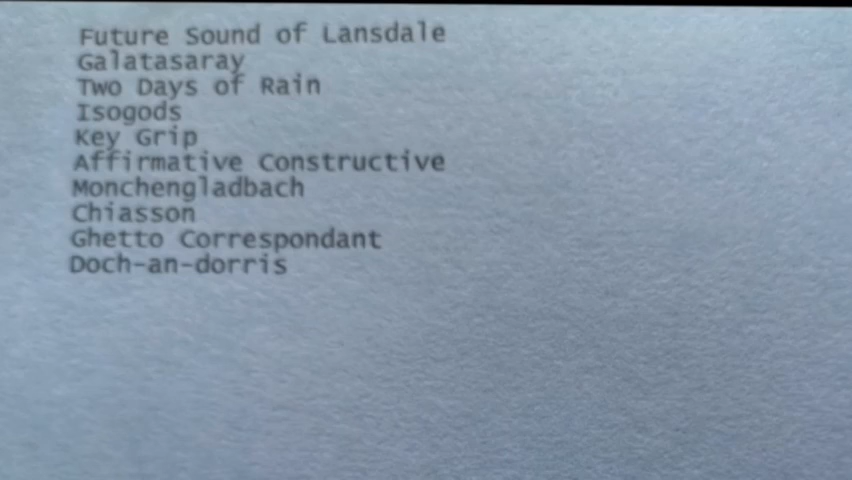 Future Sound of Lansdale
Galatasaray
Two Days of Rain
Isogods
Key Grip
Affirmative Constructive
Monchengladbach
Chiasson
Ghetto Correspondant
Doch-an-dorris